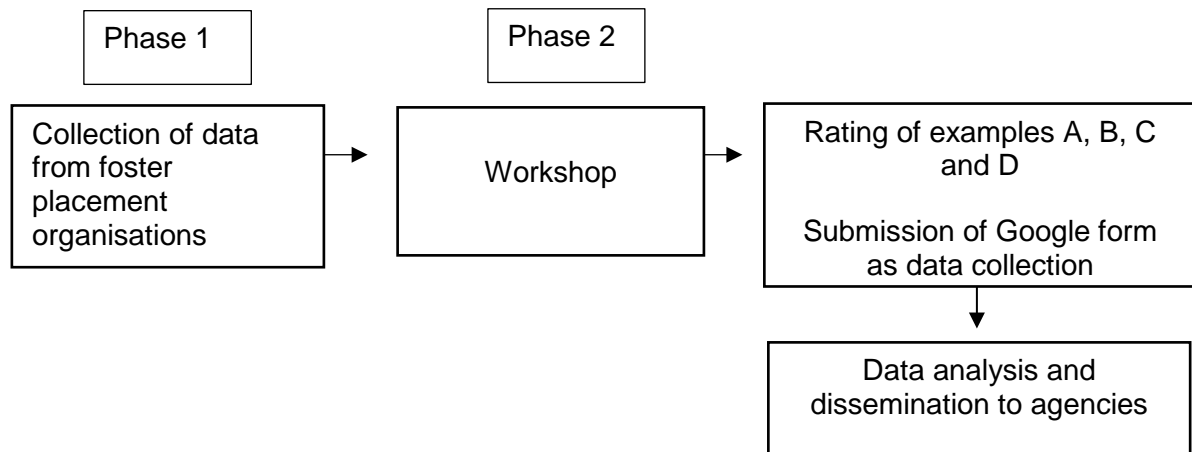 Phase 1
Phase 2
Collection of data
from foster
placement
organisations
Workshop
Rating of examples A, B, C
and D
Submission of Google form
as data collection
Data analysis and
dissemination to agencies